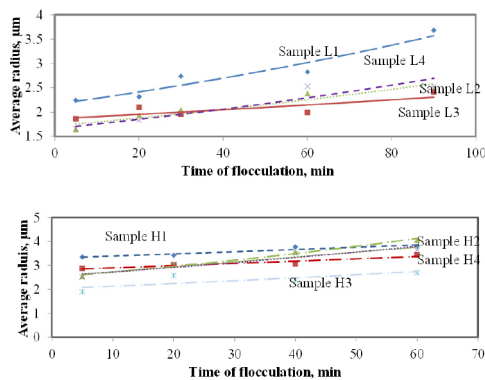 4
3.5
3
2.5
2
1.5
Average radius, µm
Sample L1
Sample L4
Sample L2
Sample L3
0 20 40 60 80 100
Time of flocculation, min
5
4
3
2
1
0
Average raduis, µm
Sample H1
Sample H2
Sample H4
Sample H3
0 10 20 30 40 50 60 70
Time of flocculation, min